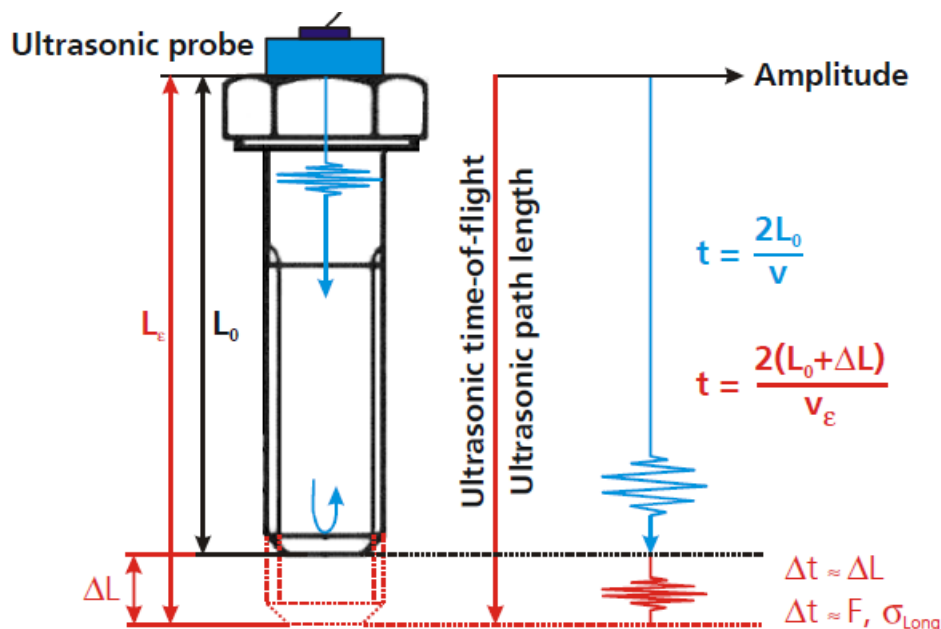 Ultrasonic probe
Amplitude
Ultrasonic time-of-flight
Ultrasonic path length
t = 2L₀/v
Lε
L₀
t = 2(L₀+ΔL)/vε
ΔL
Δt ≈ ΔL
Δt ≈ F, σLong